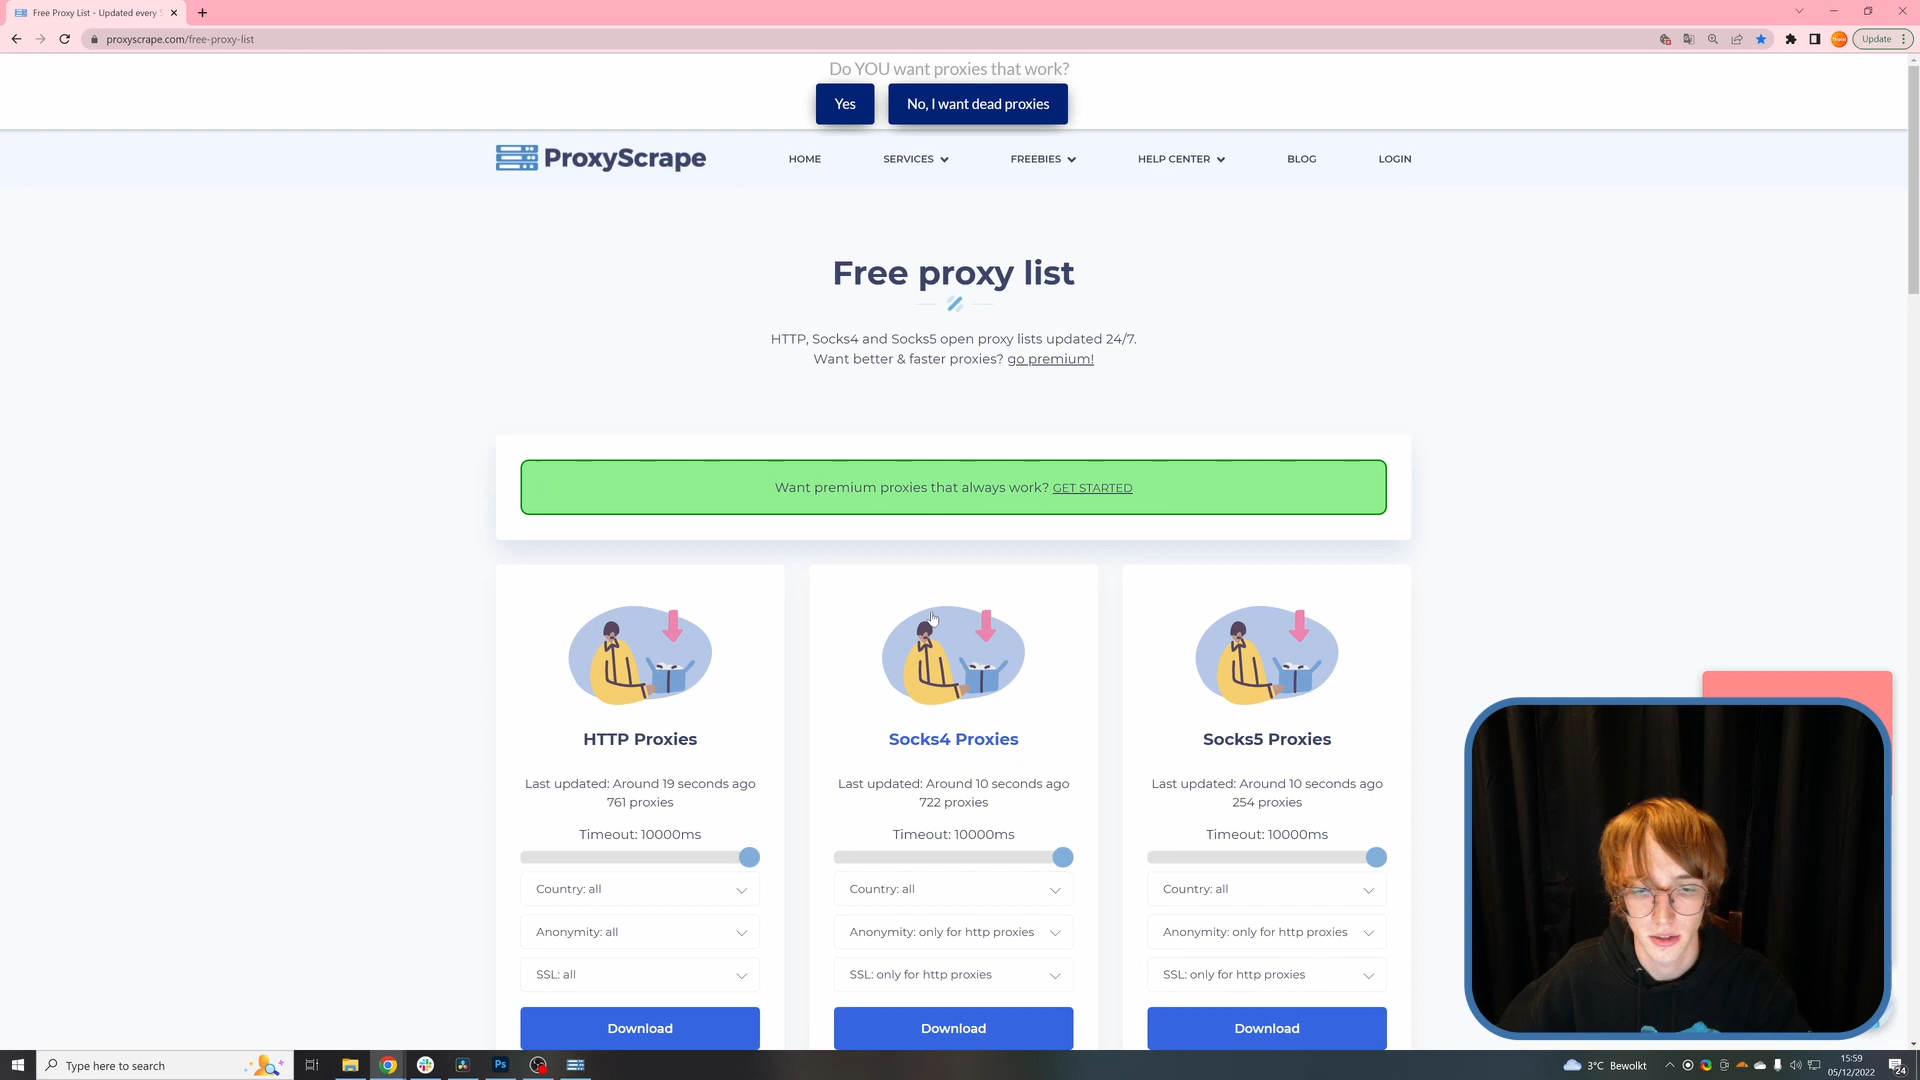 Free Proxy List - Updated every 5
proxyscrape.com/free-proxy-list
Update
Do YOU want proxies that work?
Yes
No, I want dead proxies
ProxyScrape
HOME
SERVICES
FREEBIES
HELP CENTER
BLOG
LOGIN
Free proxy list
HTTP, Socks4 and Socks5 open proxy lists updated 24/7.
Want better & faster proxies? go premium!
Want premium proxies that always work? GET STARTED
HTTP Proxies
Last updated: Around 19 seconds ago
761 proxies
Timeout: 10000ms
Country: all
Anonymity: all
SSL: all
Download
Socks4 Proxies
Last updated: Around 10 seconds ago
722 proxies
Timeout: 10000ms
Country: all
Anonymity: only for http proxies
SSL: only for http proxies
Download
Socks5 Proxies
Last updated: Around 10 seconds ago
254 proxies
Timeout: 10000ms
Country: all
Anonymity: only for http proxies
SSL: only for http proxies
Download
Type here to search
Ps
3°C Bewolkt
15:59
05/12/2022
24